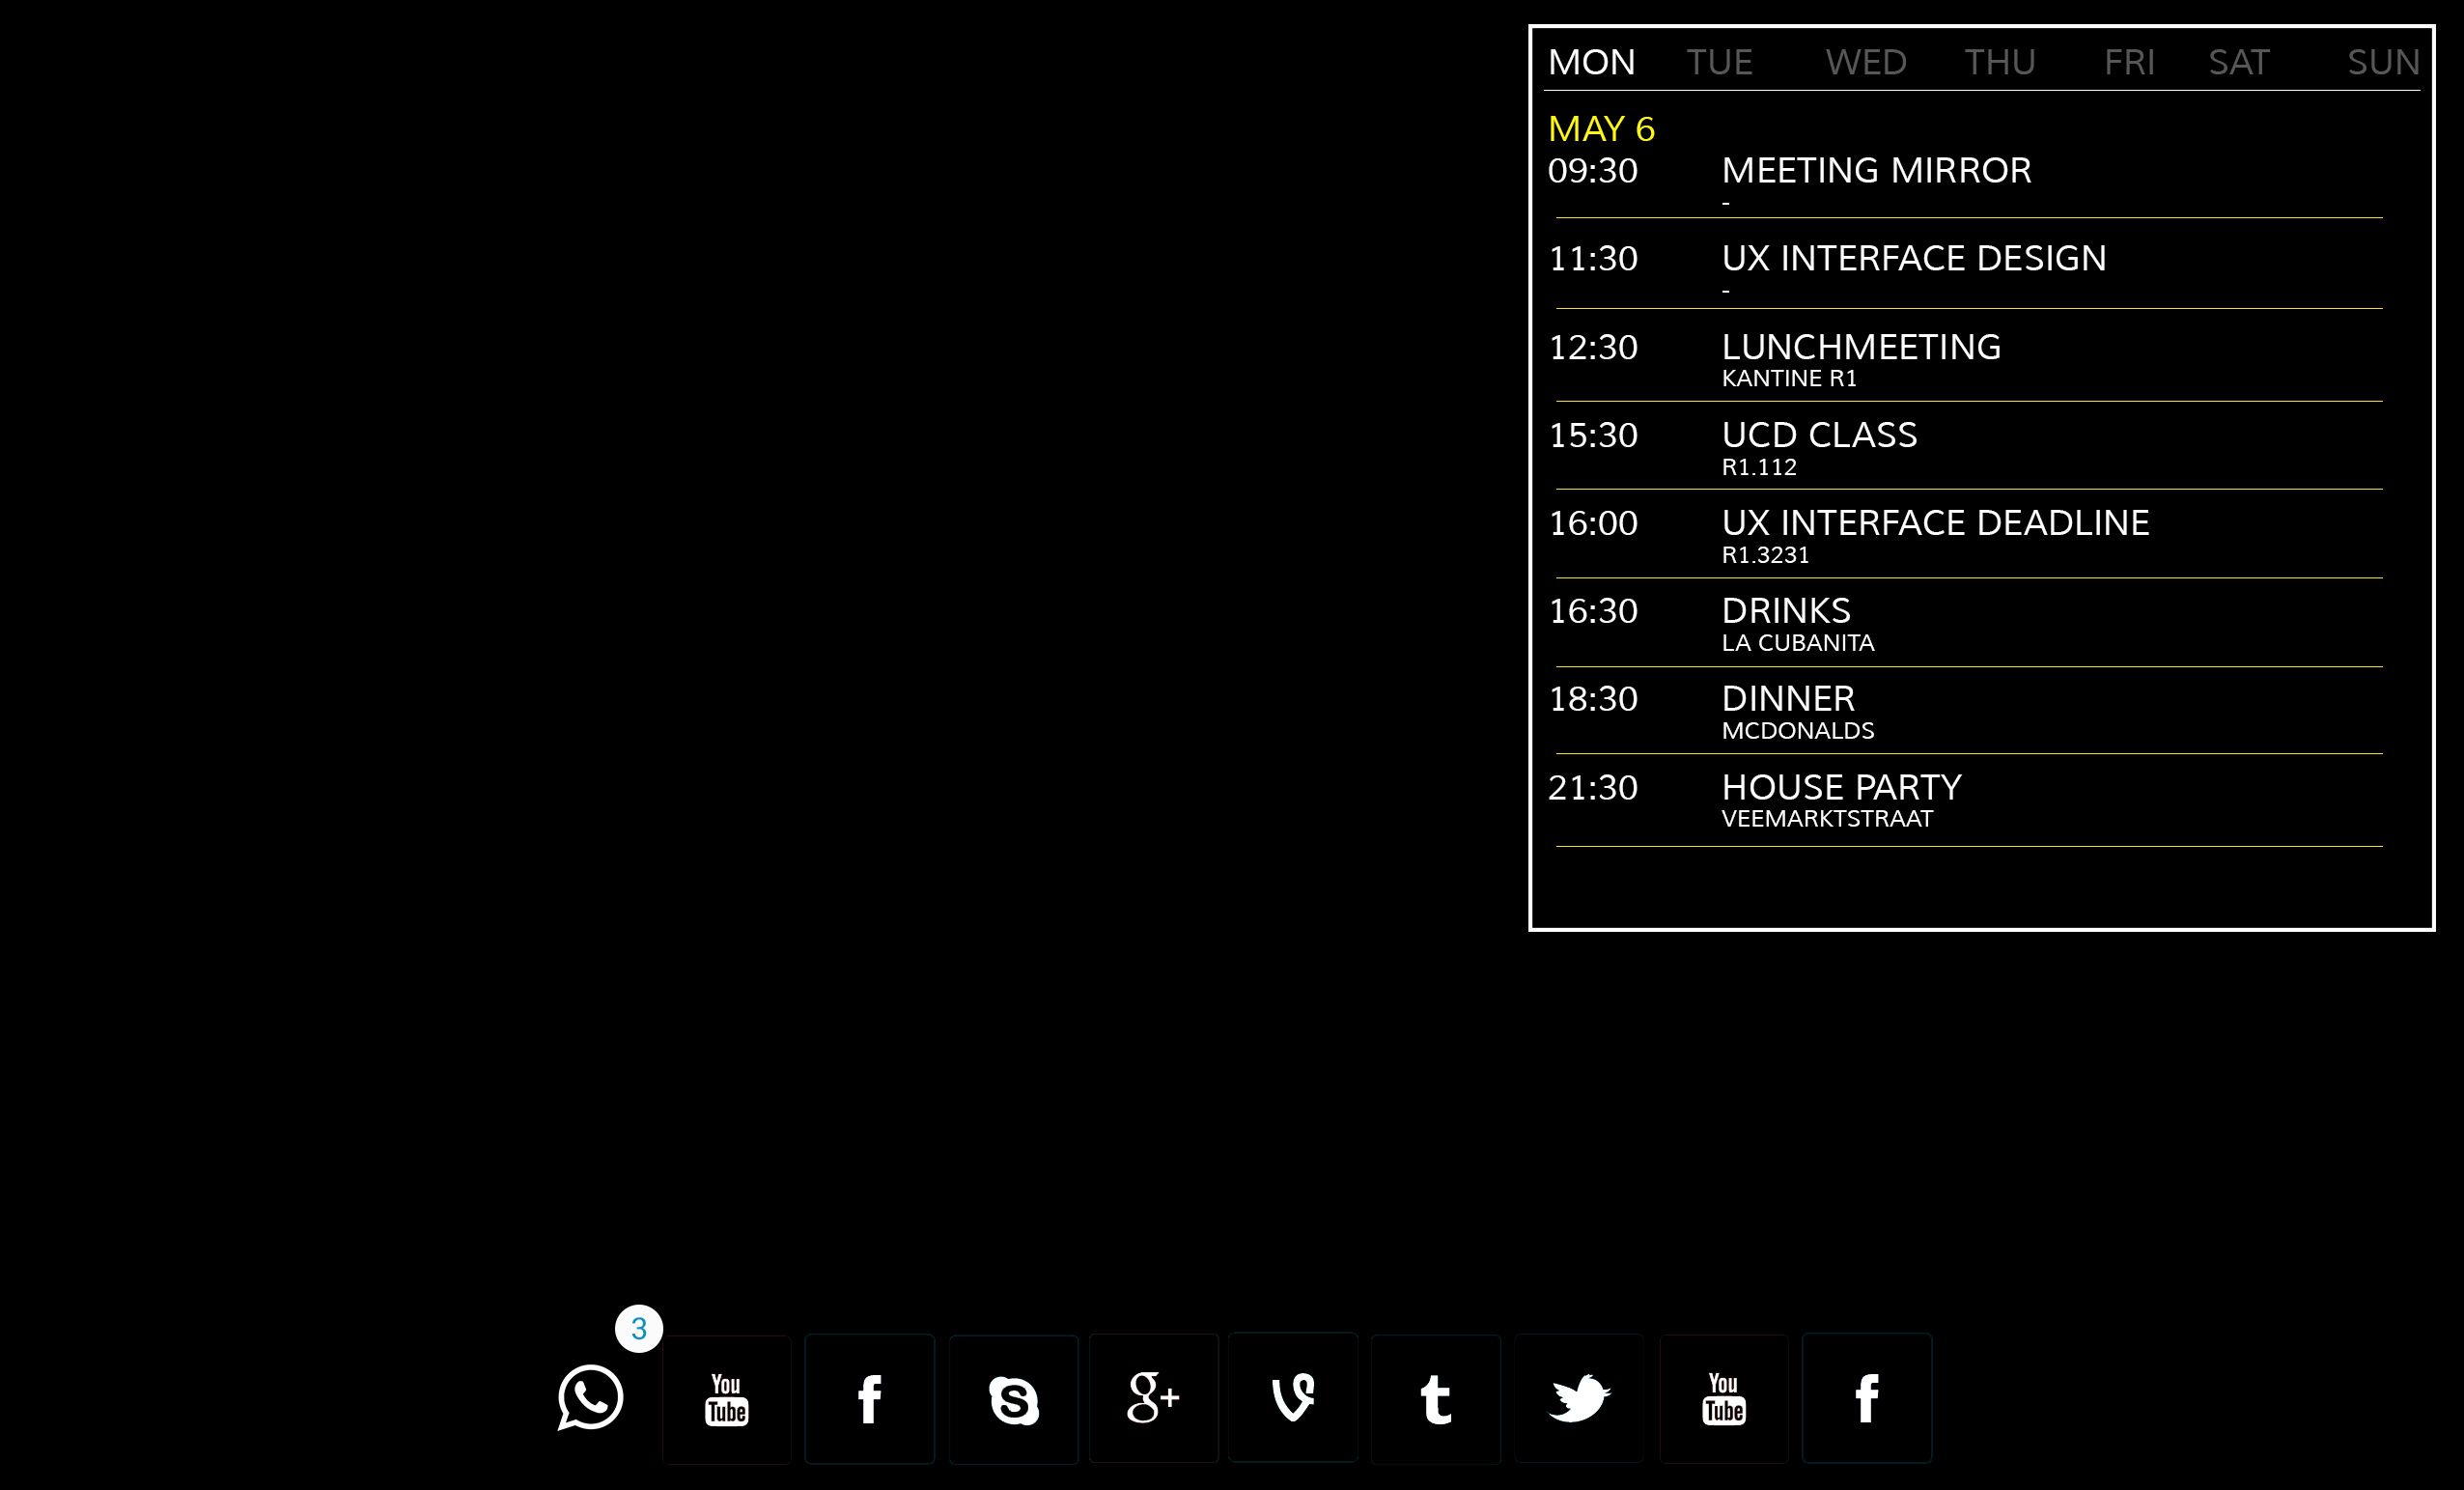 MON TUE WED THU FRI SAT SUN
MAY 6
09:30 MEETING MIRROR
-
11:30 UX INTERFACE DESIGN
-
12:30 LUNCHMEETING
KANTINE R1
15:30 UCD CLASS
R1.112
16:00 UX INTERFACE DEADLINE
R1.3231
16:30 DRINKS
LA CUBANITA
18:30 DINNER
MCDONALDS
21:30 HOUSE PARTY
VEEMARKTSTRAAT
3
You
Tube
f
S
g+
t
You
Tube
f